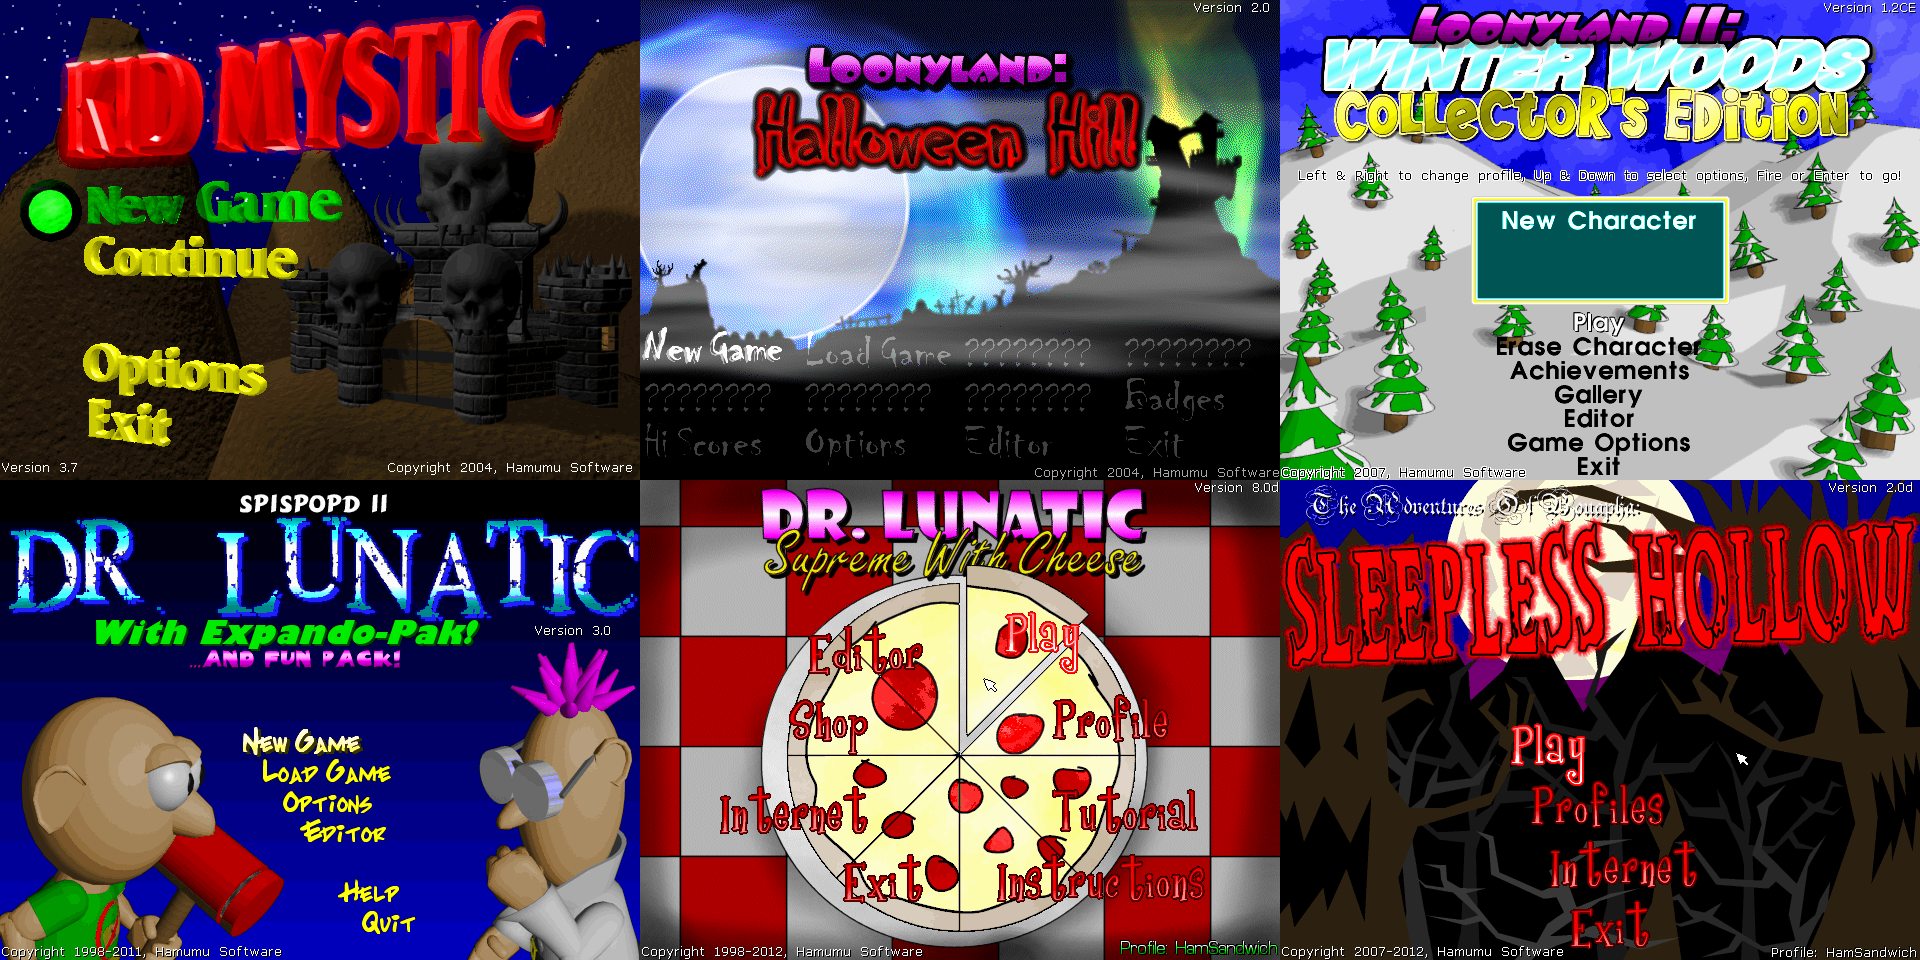 KID MYSTIC
New Game
Continue
Options
Exit
Version 3.7
Copyright 2004, Hamumu Software
Version 2.0
Loonyland:
Halloween Hill
New Game
Load Game
????????
????????
????????
????????
????????
Badges
Hi Scores
Options
Editor
Exit
Copyright 2004, Hamumu Software
Version 1.2CE
Loonyland II:
WINTER WOODS
Collector's Edition
Left & Right to change profile, Up & Down to select options, Fire or Enter to go!
New Character
Play
Erase Character
Achievements
Gallery
Editor
Game Options
Exit
Copyright 2007, Hamumu Software
SPISPOPD II
DR. LUNATIC
With Expando-Pak!
...AND FUN PACK!
Version 3.0
New Game
Load Game
Options
Editor
Help
Quit
Copyright 1998-2011, Hamumu Software
Version 8.0d
DR. LUNATIC
Supreme With Cheese
Play
Editor
Shop
Profile
Internet
Tutorial
Exit
Instructions
Copyright 1998-2012, Hamumu Software
Profile: HamSandwich
Version 2.0d
The Adventures Of Bouapha:
SLEEPLESS HOLLOW
Play
Profiles
Internet
Exit
Copyright 2007-2012, Hamumu Software
Profile: HamSandwich